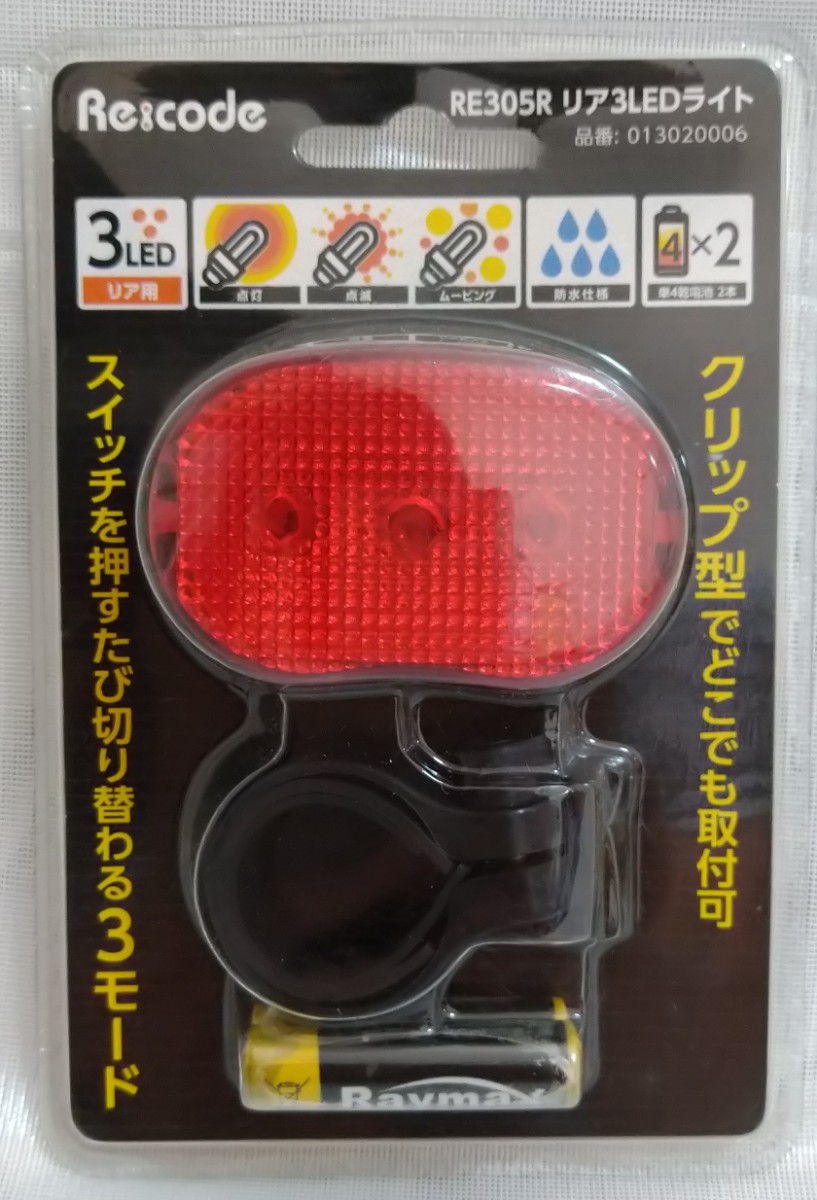 Re:code
RE305R リア3LEDライト
品番: 013020006
3LED
リア用
点灯
点滅
ムービング
防水仕様
4×2
単4乾電池 2本
クリップ型でどこでも取付可
スイッチを押すたび切り替わる3モード
Raymax